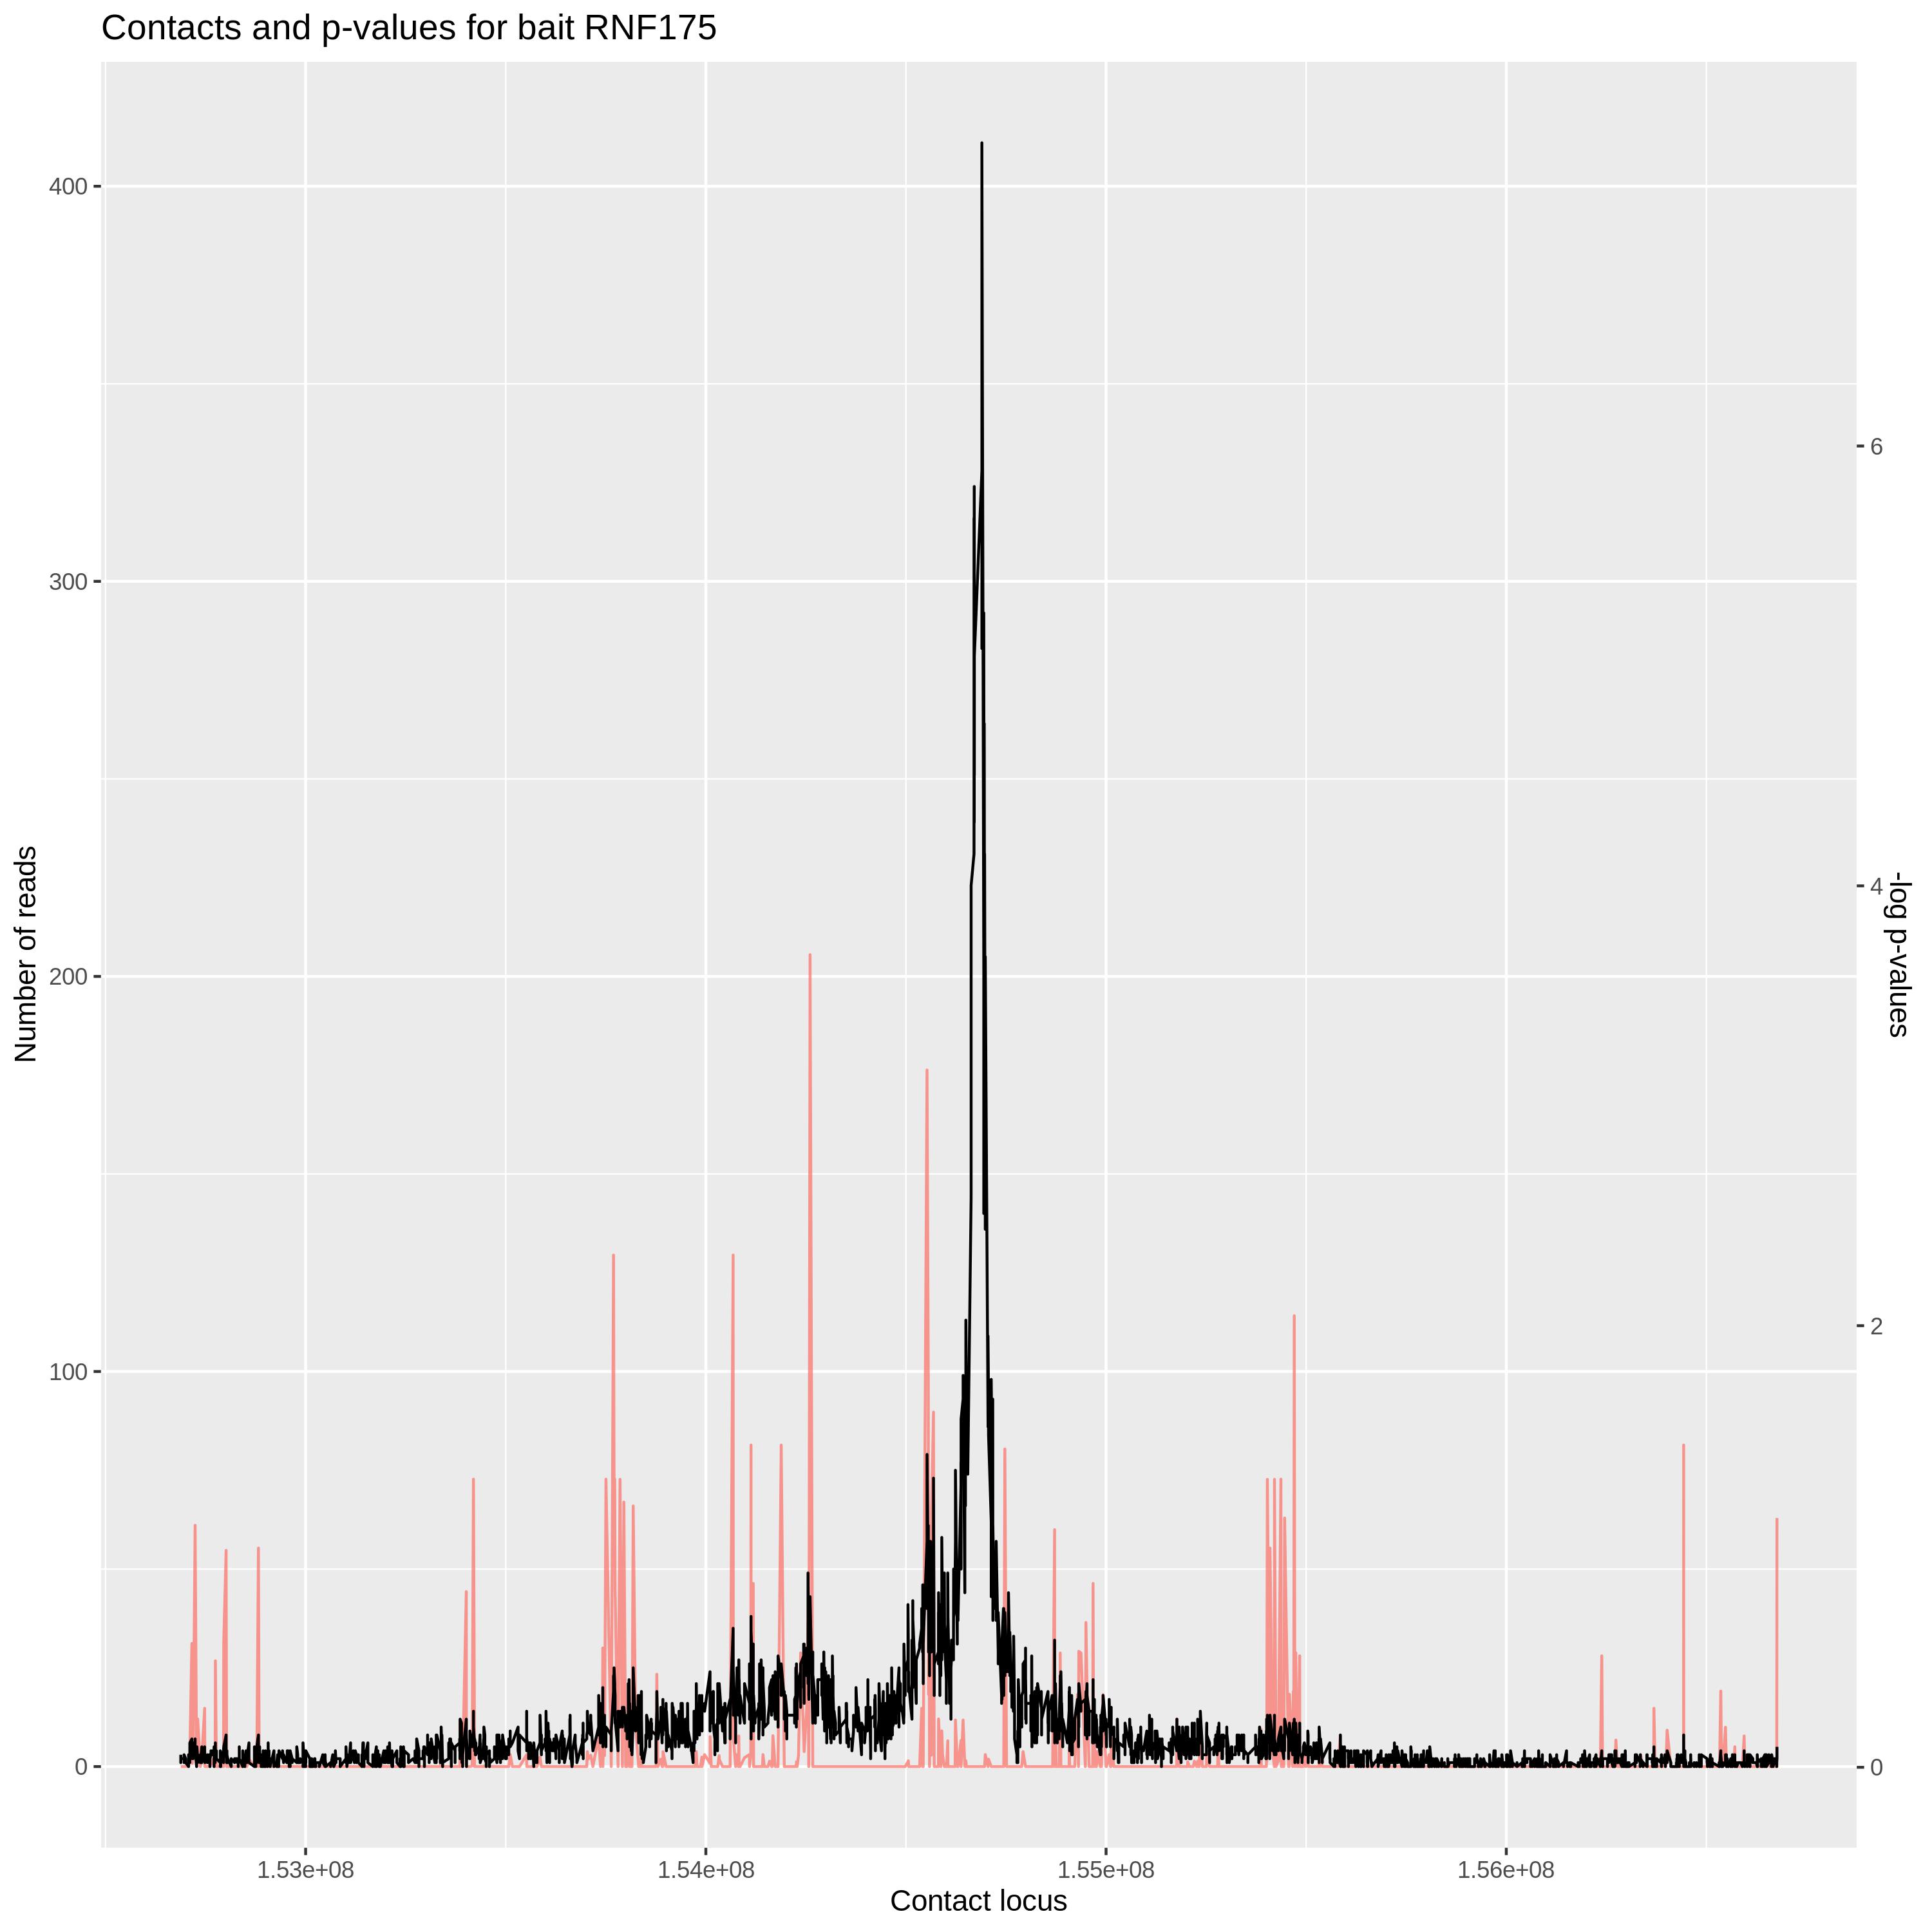 Contacts and p-values for bait RNF175
400
300
200
100
0
Number of reads
6
4
2
0
-log p-values
1.53e+08
1.54e+08
1.55e+08
1.56e+08
Contact locus